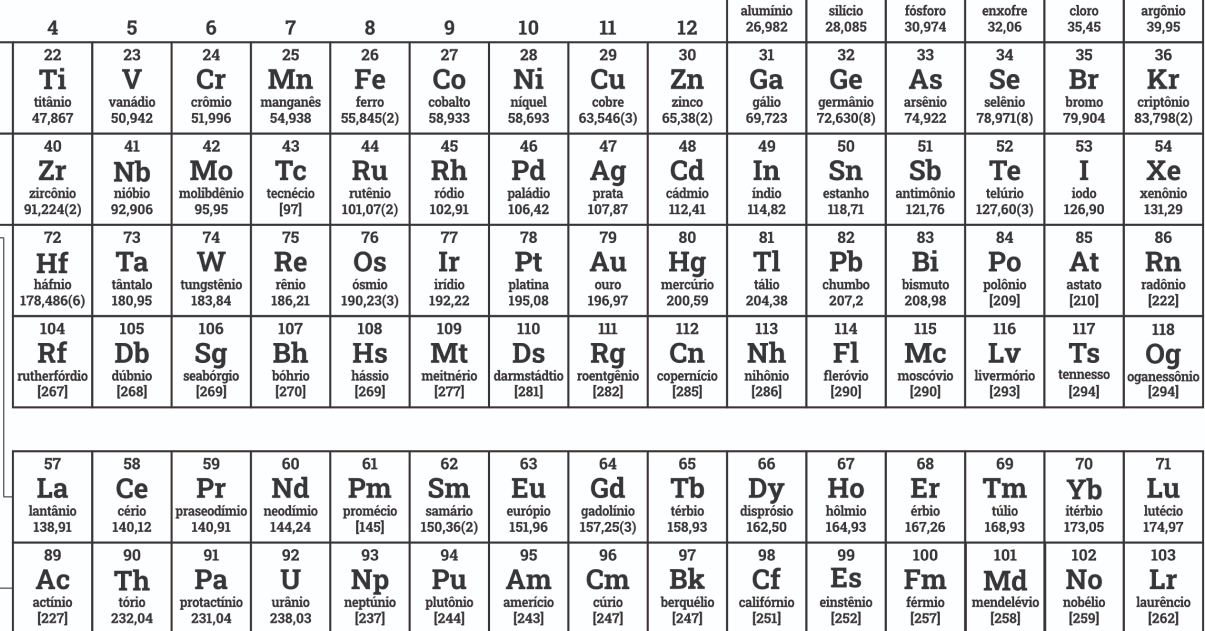 alumínio silício fósforo enxofre cloro argônio
4 5 6 7 8 9 10 11 12 26,982 28,085 30,974 32,06 35,45 39,95
22 23 24 25 26 27 28 29 30 31 32 33 34 35 36
Ti V Cr Mn Fe Co Ni Cu Zn Ga Ge As Se Br Kr
titânio vanádio crômio manganês ferro cobalto níquel cobre zinco gálio germânio arsênio selênio bromo criptônio
47,867 50,942 51,996 54,938 55,845(2) 58,933 58,693 63,546(3) 65,38(2) 69,723 72,630(8) 74,922 78,971(8) 79,904 83,798(2)
40 41 42 43 44 45 46 47 48 49 50 51 52 53 54
Zr Nb Mo Tc Ru Rh Pd Ag Cd In Sn Sb Te I Xe
zircônio nióbio molibdênio tecnécio rutênio ródio paládio prata cádmio índio estanho antimônio telúrio iodo xenônio
91,224(2) 92,906 95,95 [97] 101,07(2) 102,91 106,42 107,87 112,41 114,82 118,71 121,76 127,60(3) 126,90 131,29
72 73 74 75 76 77 78 79 80 81 82 83 84 85 86
Hf Ta W Re Os Ir Pt Au Hg Tl Pb Bi Po At Rn
háfnio tântalo tungstênio rênio ósmio irídio platina ouro mercúrio tálio chumbo bismuto polônio astato radônio
178,486(6) 180,95 183,84 186,21 190,23(3) 192,22 195,08 196,97 200,59 204,38 207,2 208,98 [209] [210] [222]
104 105 106 107 108 109 110 111 112 113 114 115 116 117 118
Rf Db Sg Bh Hs Mt Ds Rg Cn Nh Fl Mc Lv Ts Og
rutherfórdio dúbnio seabórgio bóhrio hássio meitnério darmstádtio roentgênio copernício nihônio fleróvio moscóvio livermório tennesso oganessônio
[267] [268] [269] [270] [269] [277] [281] [282] [285] [286] [290] [290] [293] [294] [294]
57 58 59 60 61 62 63 64 65 66 67 68 69 70 71
La Ce Pr Nd Pm Sm Eu Gd Tb Dy Ho Er Tm Yb Lu
lantânio cério praseodímio neodímio promécio samário európio gadolínio térbio disprósio hôlmio érbio túlio itérbio lutécio
138,91 140,12 140,91 144,24 [145] 150,36(2) 151,96 157,25(3) 158,93 162,50 164,93 167,26 168,93 173,05 174,97
89 90 91 92 93 94 95 96 97 98 99 100 101 102 103
Ac Th Pa U Np Pu Am Cm Bk Cf Es Fm Md No Lr
actínio tório protactínio urânio neptúnio plutônio amerício cúrio berquélio califórnio einstênio férmio mendelévio nobélio laurêncio
[227] 232,04 231,04 238,03 [237] [244] [243] [247] [247] [251] [252] [257] [258] [259] [262]